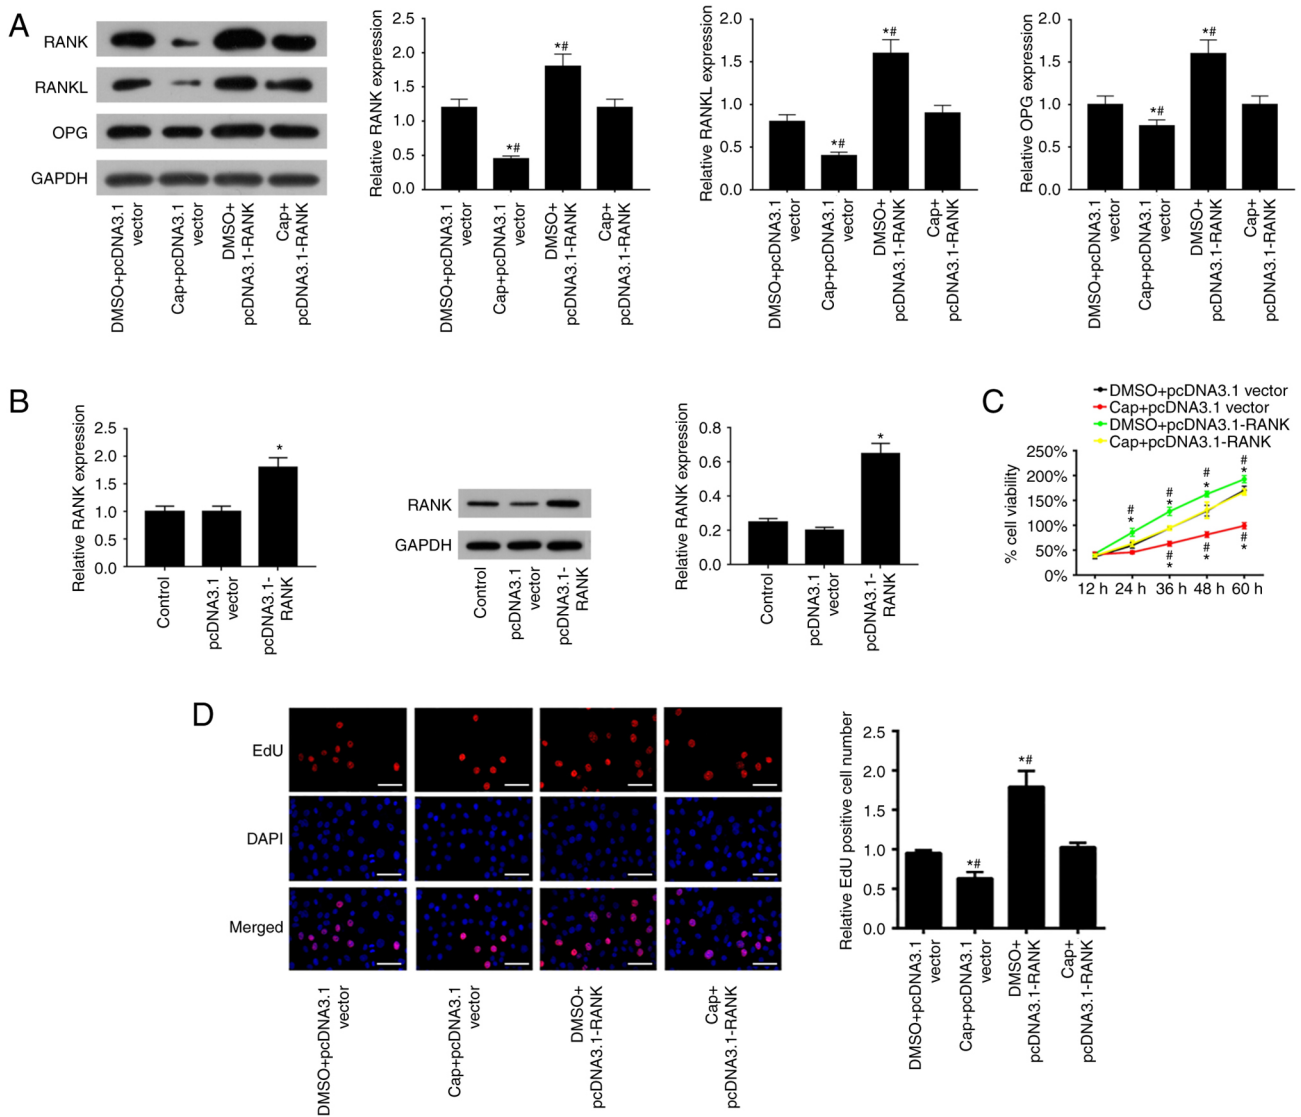 A
RANK
RANKL
OPG
GAPDH
DMSO+pcDNA3.1
vector
Cap+pcDNA3.1
vector
DMSO+
pcDNA3.1-RANK
Cap+
pcDNA3.1-RANK
Relative RANK expression
2.5
2.0
1.5
1.0
0.5
0.0
*#
*#
DMSO+pcDNA3.1
vector
Cap+pcDNA3.1
vector
DMSO+
pcDNA3.1-RANK
Cap+
pcDNA3.1-RANK
Relative RANKL expression
2.0
1.5
1.0
0.5
0.0
*#
*#
DMSO+pcDNA3.1
vector
Cap+pcDNA3.1
vector
DMSO+
pcDNA3.1-RANK
Cap+
pcDNA3.1-RANK
Relative OPG expression
2.0
1.5
1.0
0.5
0.0
*#
*#
DMSO+pcDNA3.1
vector
Cap+pcDNA3.1
vector
DMSO+
pcDNA3.1-RANK
Cap+
pcDNA3.1-RANK
B
Relative RANK expression
2.5
2.0
1.5
1.0
0.5
0.0
*
Control
pcDNA3.1
vector
pcDNA3.1-
RANK
RANK
GAPDH
Control
pcDNA3.1
vector
pcDNA3.1-
RANK
Relative RANK expression
0.8
0.6
0.4
0.2
0.0
*
Control
pcDNA3.1
vector
pcDNA3.1-
RANK
C
DMSO+pcDNA3.1 vector
Cap+pcDNA3.1 vector
DMSO+pcDNA3.1-RANK
Cap+pcDNA3.1-RANK
% cell viability
250%
200%
150%
100%
50%
0%
#
*
#
*
#
*
#
*
#
*
#
*
#
*
12 h 24 h 36 h 48 h 60 h
D
EdU
DAPI
Merged
DMSO+pcDNA3.1
vector
Cap+pcDNA3.1
vector
DMSO+
pcDNA3.1-RANK
Cap+
pcDNA3.1-RANK
Relative EdU positive cell number
2.5
2.0
1.5
1.0
0.5
0.0
*#
*#
DMSO+pcDNA3.1
vector
Cap+pcDNA3.1
vector
DMSO+
pcDNA3.1-RANK
Cap+
pcDNA3.1-RANK